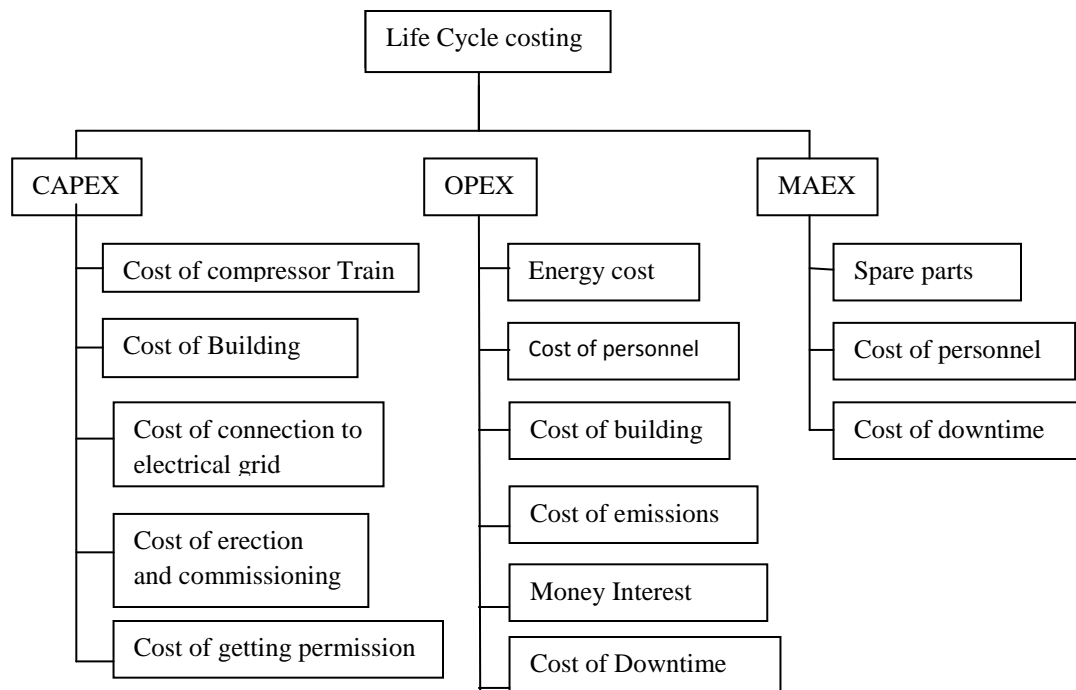 Life Cycle costing
CAPEX
OPEX
MAEX
Cost of compressor Train
Cost of Building
Cost of connection to
electrical grid
Cost of erection
and commissioning
Cost of getting permission
Energy cost
Cost of personnel
Cost of building
Cost of emissions
Money Interest
Cost of Downtime
Spare parts
Cost of personnel
Cost of downtime